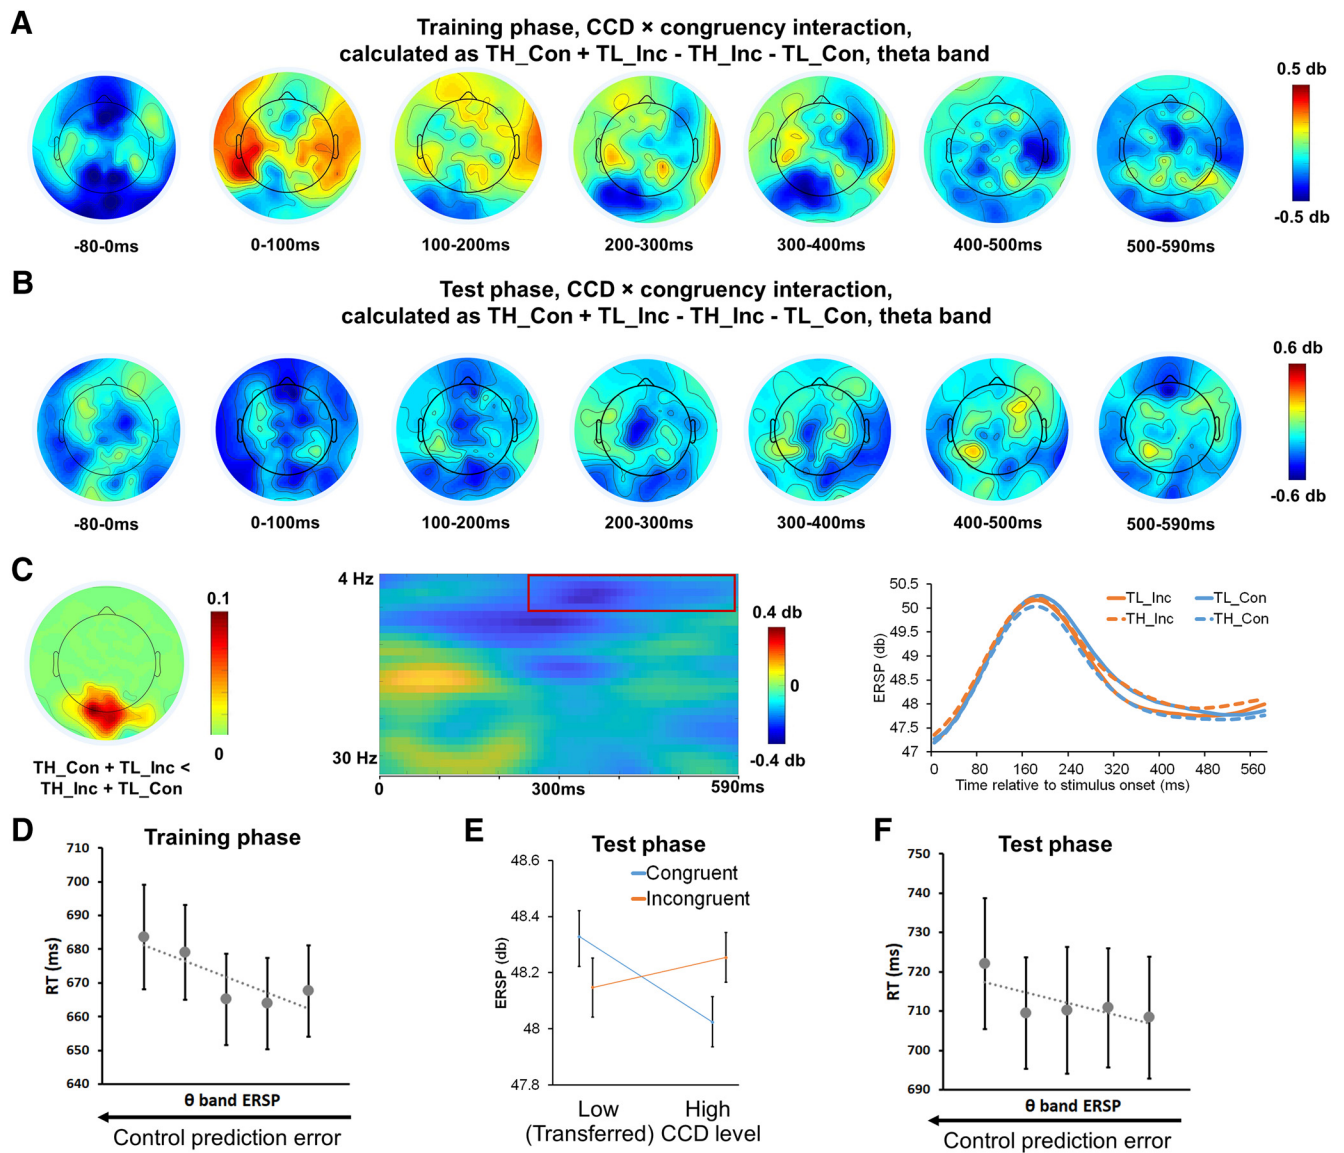 A
Training phase, CCD × congruency interaction,
calculated as TH_Con + TL_Inc - TH_Inc - TL_Con, theta band
0.5 db
-0.5 db
-80-0ms
0-100ms
100-200ms
200-300ms
300-400ms
400-500ms
500-590ms
B
Test phase, CCD × congruency interaction,
calculated as TH_Con + TL_Inc - TH_Inc - TL_Con, theta band
0.6 db
-0.6 db
-80-0ms
0-100ms
100-200ms
200-300ms
300-400ms
400-500ms
500-590ms
C
0.1
0
TH_Con + TL_Inc <
TH_Inc + TL_Con
4 Hz
30 Hz
0
300ms
590ms
0.4 db
0
-0.4 db
50.5
50
49.5
49
48.5
48
47.5
47
ERSP (db)
TL_Inc
TL_Con
TH_Inc
TH_Con
0
80
160
240
320
400
480
560
Time relative to stimulus onset (ms)
D
Training phase
710
700
690
680
670
660
650
640
RT (ms)
θ band ERSP
Control prediction error
E
Test phase
Congruent
Incongruent
48.6
48.4
48.2
48
47.8
ERSP (db)
Low
High
(Transferred) CCD level
F
Test phase
750
740
730
720
710
700
690
RT (ms)
θ band ERSP
Control prediction error